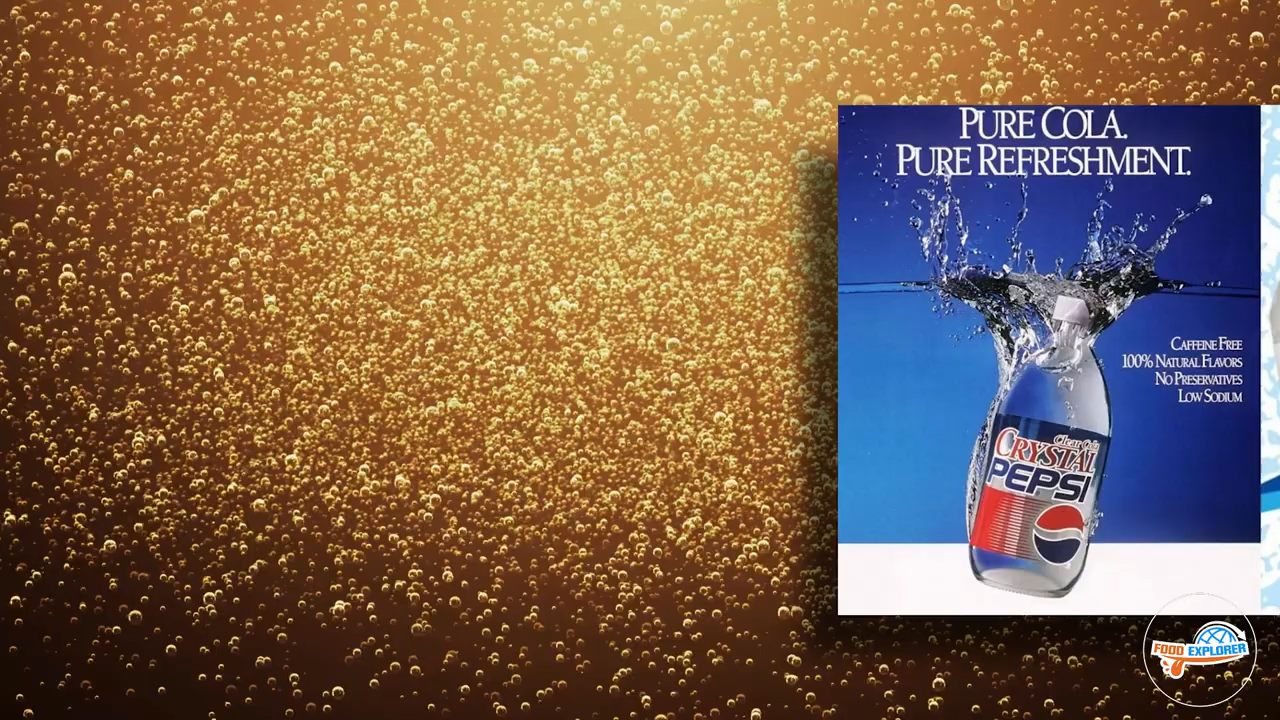 PURE COLA.
PURE REFRESHMENT.
CAFFEINE FREE
100% NATURAL FLAVORS
NO PRESERVATIVES
LOW SODIUM
Clear Cola
CRYSTAL
PEPSI
FOOD EXPLORER